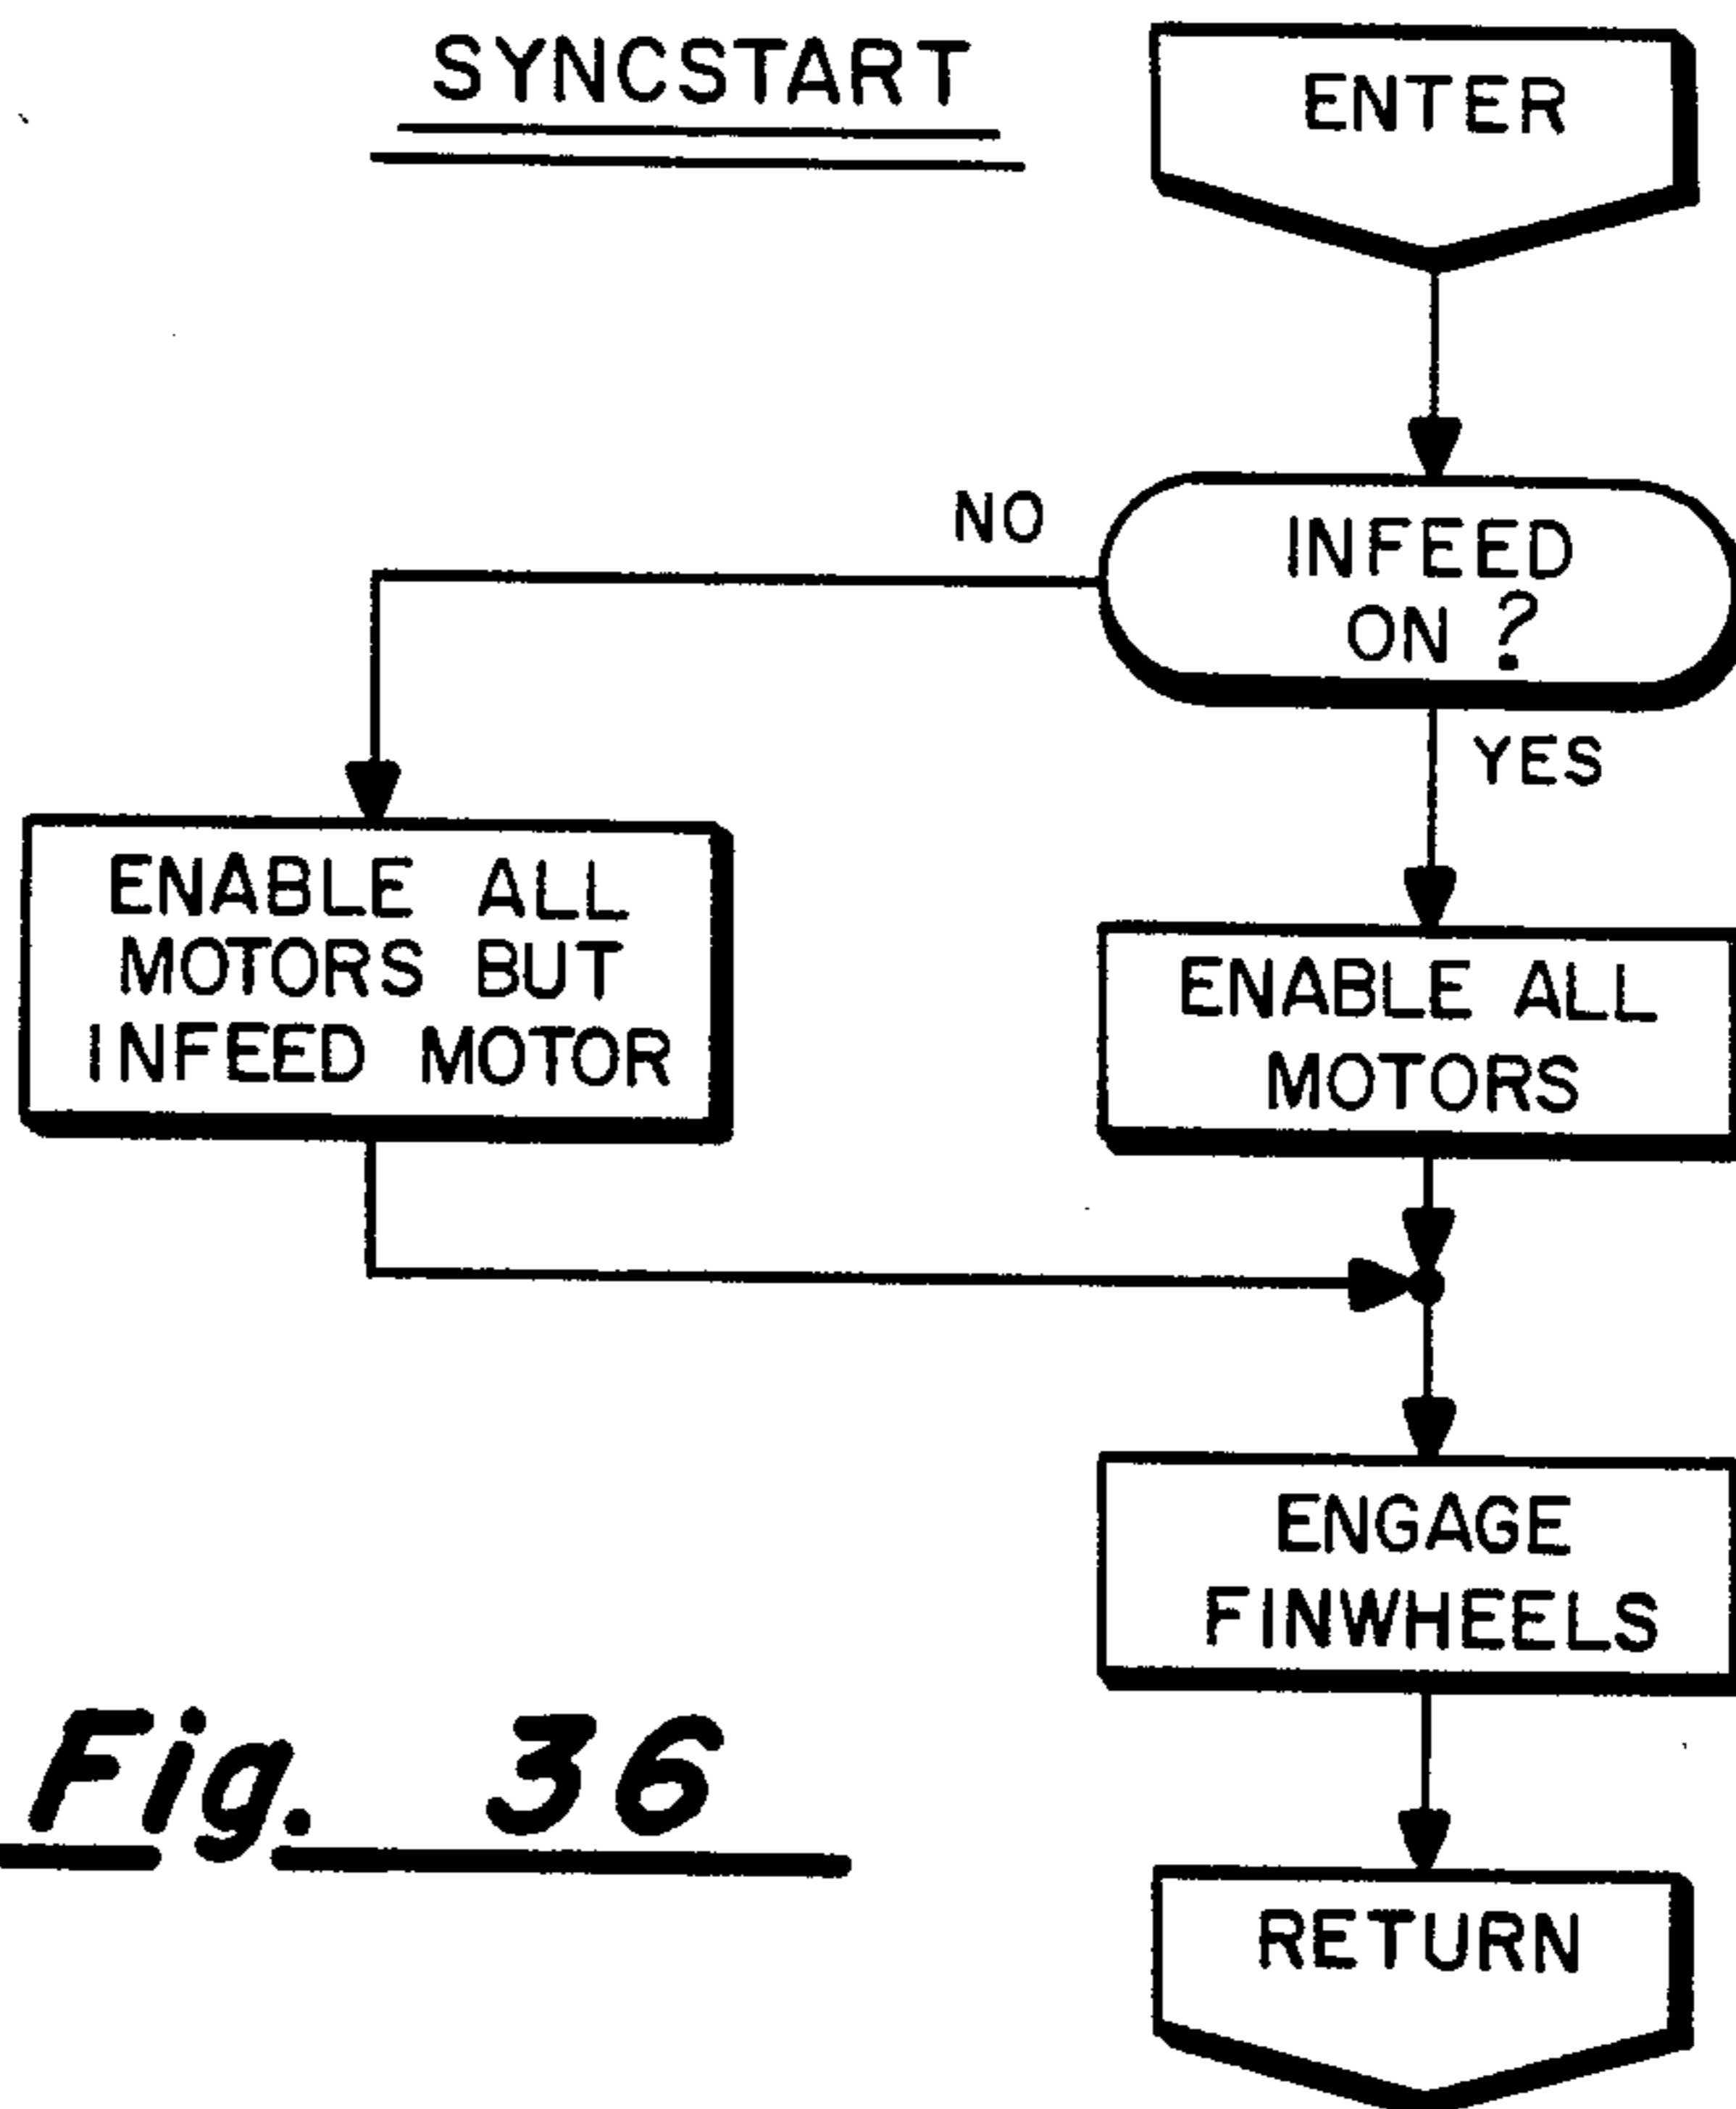 SYNCSTART
ENTER
INFEED
ON ?
NO
YES
ENABLE ALL
MOTORS BUT
INFEED MOTOR
ENABLE ALL
MOTORS
ENGAGE
FINWHEELS
RETURN
Fig. 36